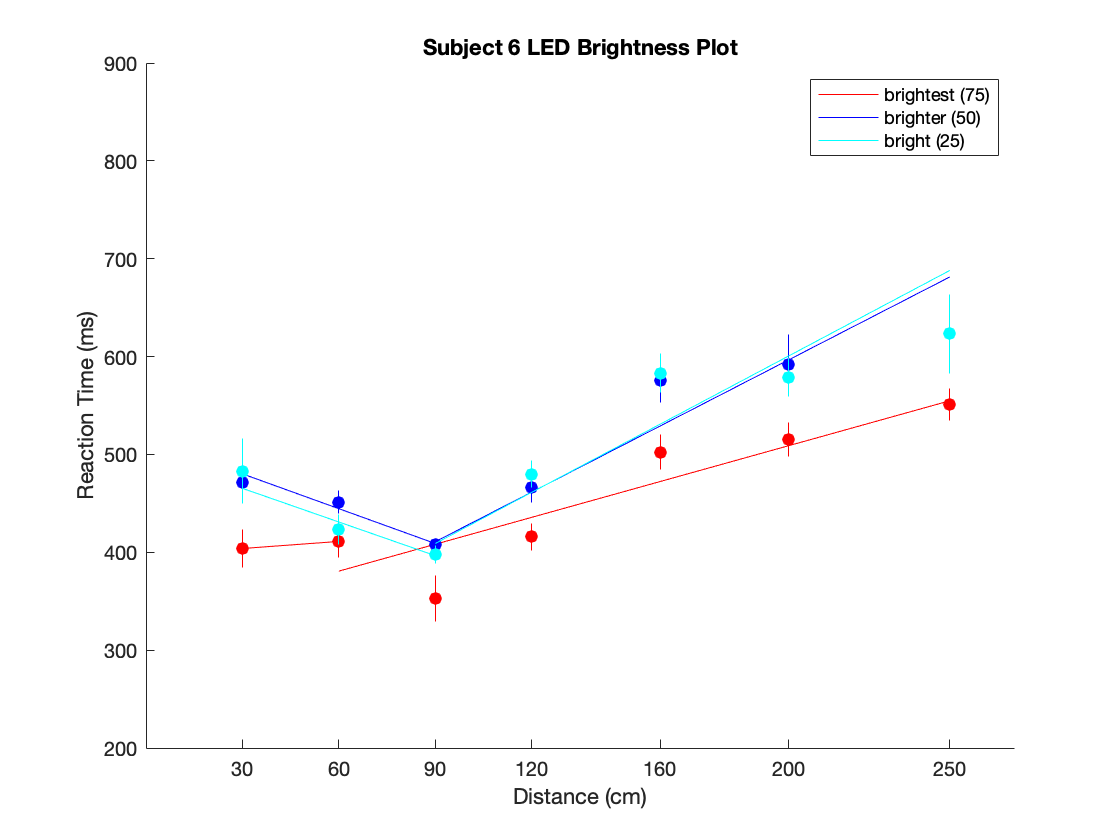 Subject 6 LED Brightness Plot
900
800
700
600
500
400
300
200
brightest (75)
brighter (50)
bright (25)
Reaction Time (ms)
30 60 90 120 160 200 250
Distance (cm)